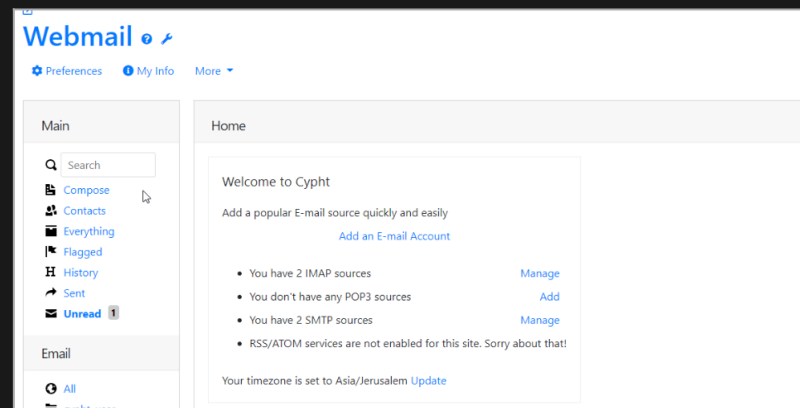 Webmail
Preferences My Info More
Main
Search
Compose
Contacts
Everything
Flagged
History
Sent
Unread 1
Email
All
Home
Welcome to Cypht
Add a popular E-mail source quickly and easily
Add an E-mail Account
You have 2 IMAP sources Manage
You don't have any POP3 sources Add
You have 2 SMTP sources Manage
RSS/ATOM services are not enabled for this site. Sorry about that!
Your timezone is set to Asia/Jerusalem Update